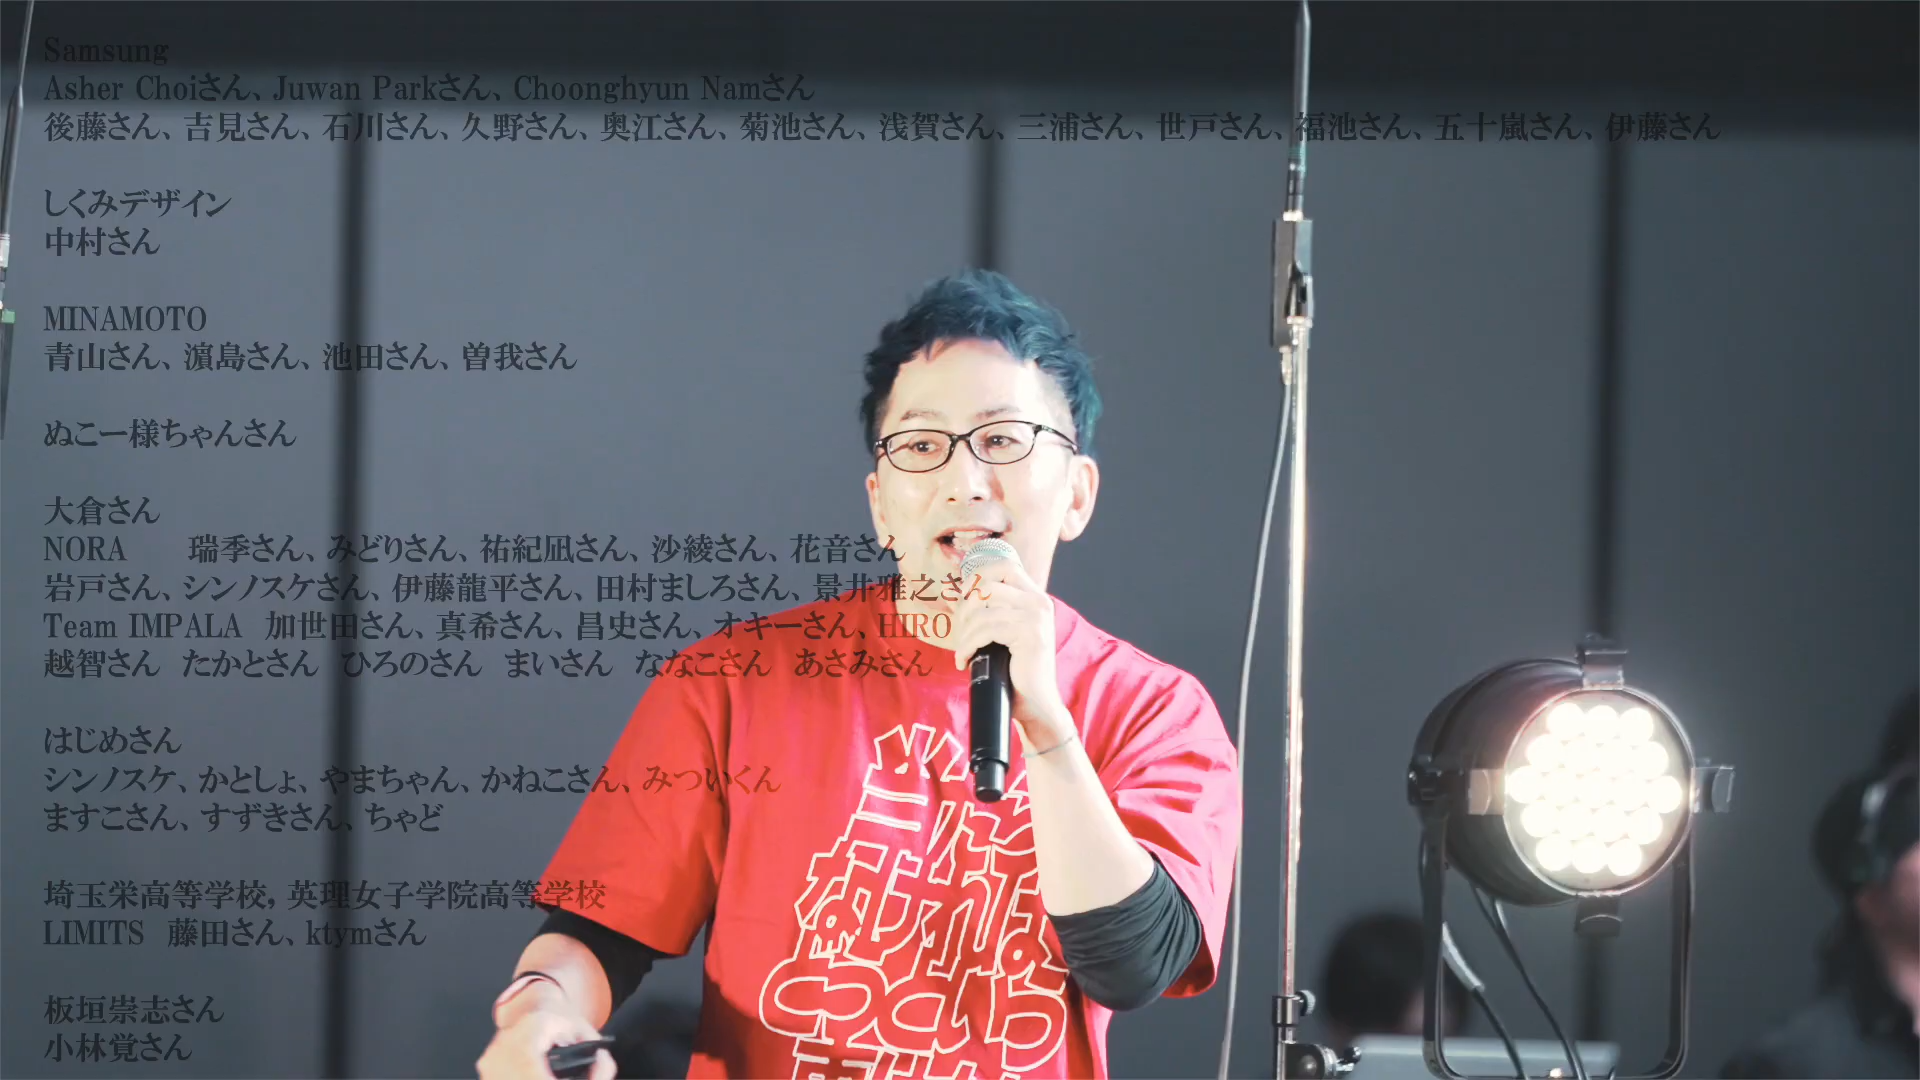 Samsung
Asher Choiさん、Juwan Parkさん、Choonghyun Namさん
後藤さん、吉見さん、石川さん、久野さん、奥江さん、菊池さん、浅賀さん、三浦さん、世戸さん、福池さん、五十嵐さん、伊藤さん
しくみデザイン
中村さん
MINAMOTO
青山さん、濵島さん、池田さん、曽我さん
ぬこー様ちゃんさん
大倉さん
NORA　瑞季さん、みどりさん、祐紀凪さん、沙綾さん、花音さん
岩戸さん、シンノスケさん、伊藤龍平さん、田村ましろさん、景井雅之さん
Team IMPALA　加世田さん、真希さん、昌史さん、オキーさん、HIRO
越智さん　たかとさん　ひろのさん　まいさん　ななこさん　あさみさん
はじめさん
シンノスケ、かとしょ、やまちゃん、かねこさん、みついくん
ますこさん、すずきさん、ちゃど
埼玉栄高等学校，英理女子学院高等学校
LIMITS　藤田さん、ktymさん
板垣崇志さん
小林覚さん